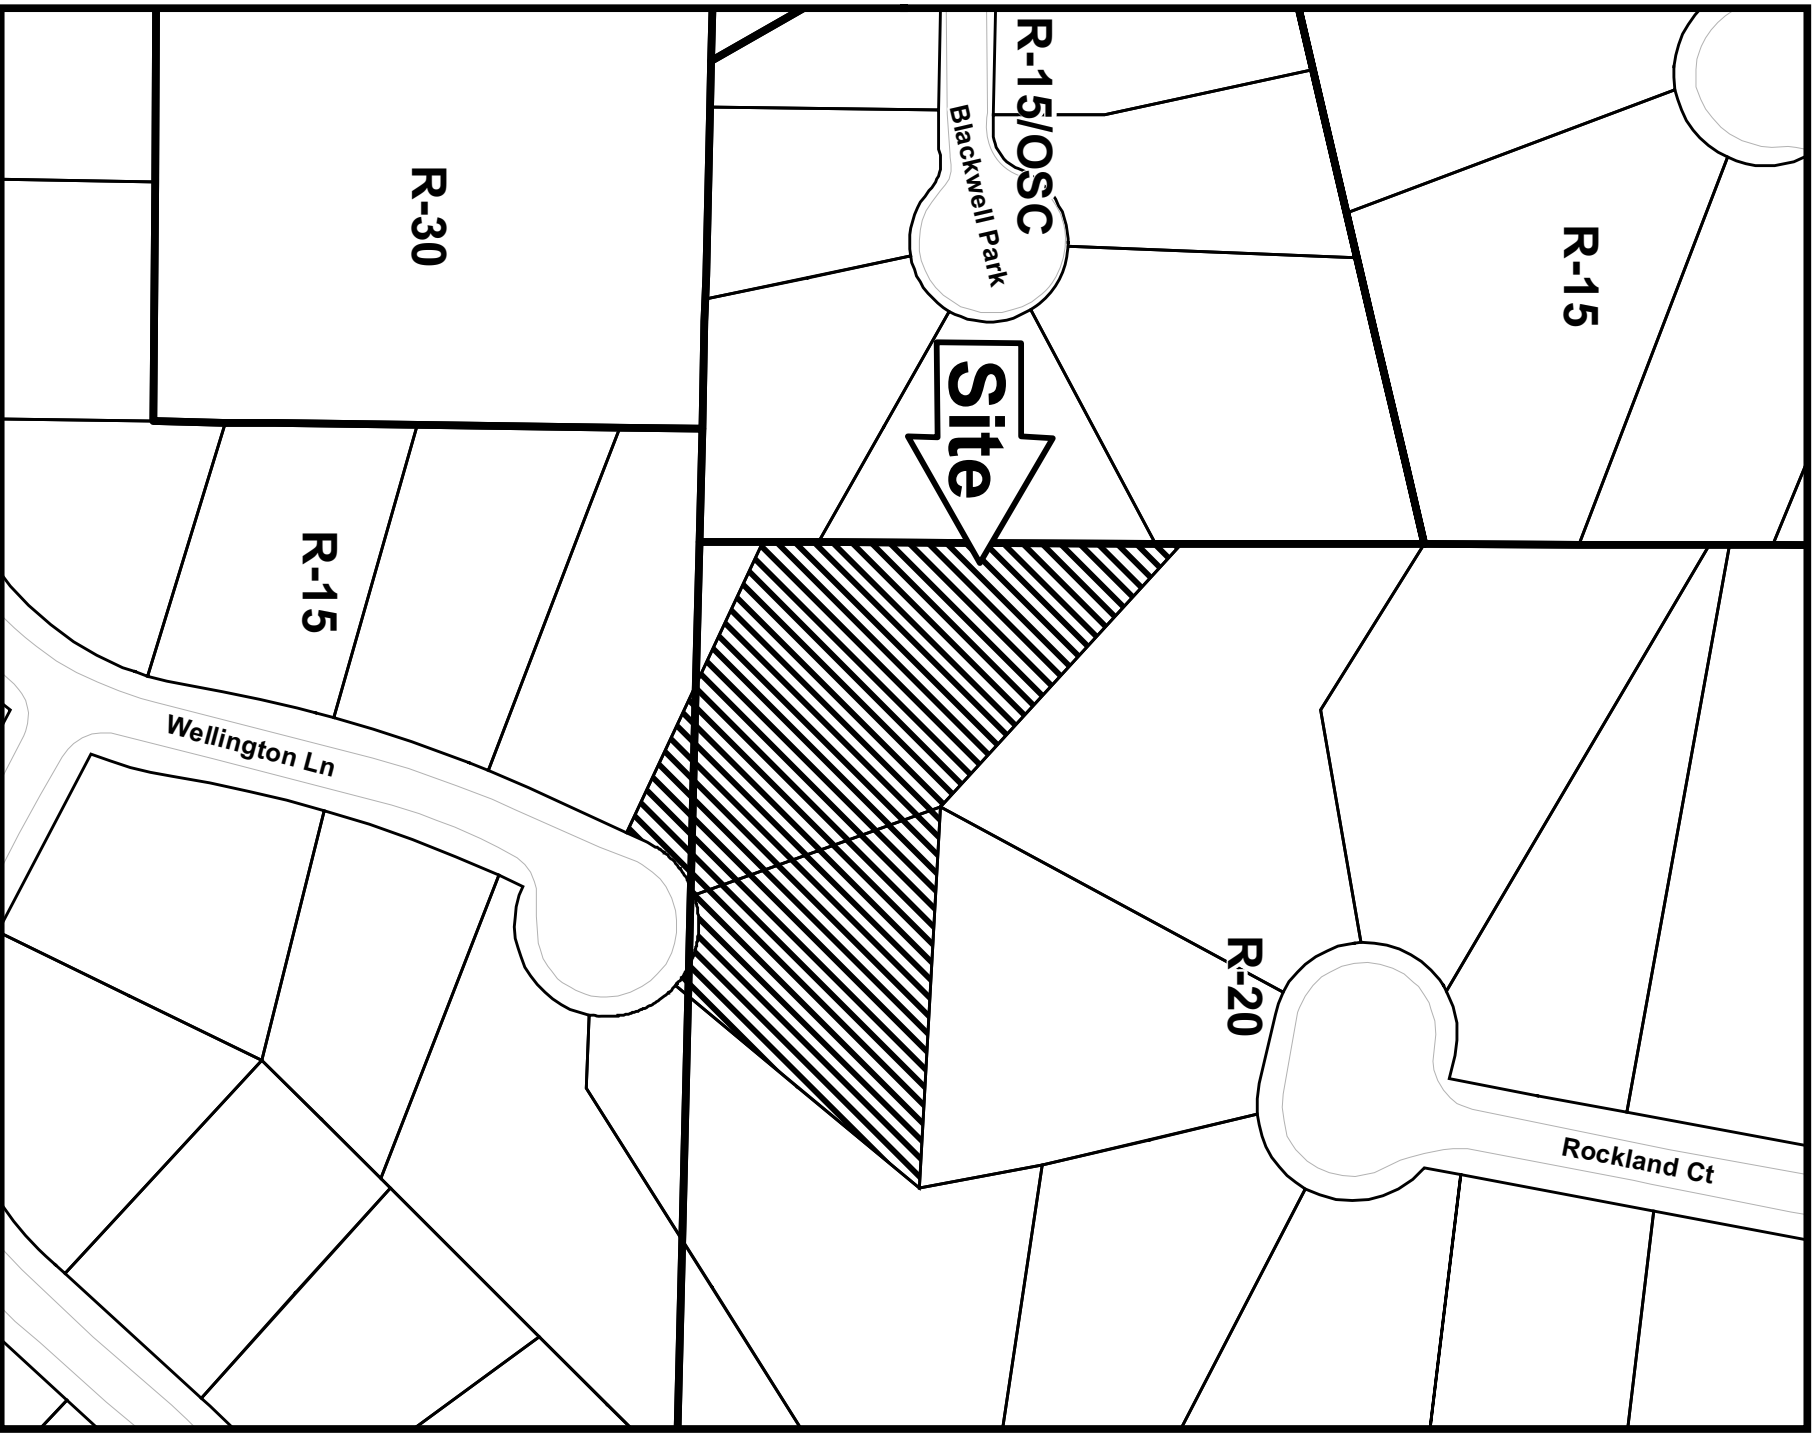 R-15/OSC
Blackwell Park
R-30
R-15
Site
R-15
Wellington Ln
R-20
Rockland Ct